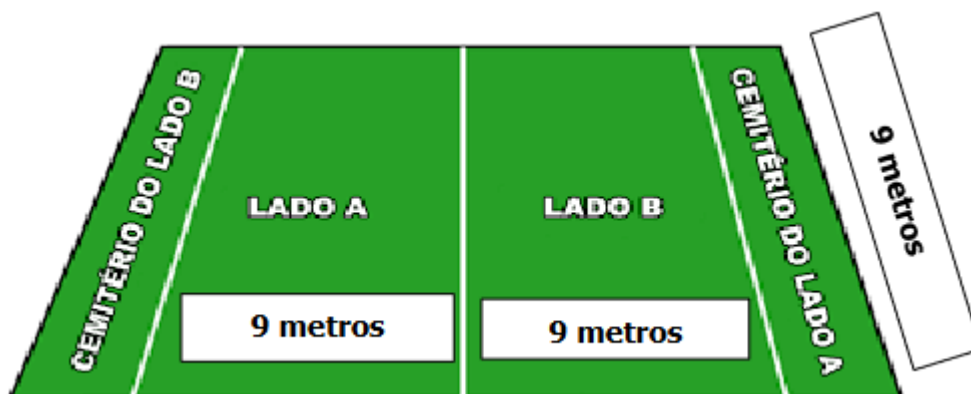 CEMITÉRIO DO LADO B
LADO A
LADO B
CEMITÉRIO DO LADO A
9 metros
9 metros
9 metros